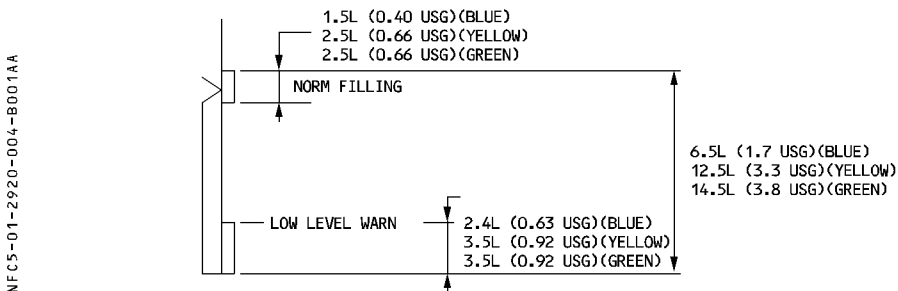 1.5L (0.40 USG)(BLUE)
2.5L (0.66 USG)(YELLOW)
2.5L (0.66 USG)(GREEN)
NORM FILLING
6.5L (1.7 USG)(BLUE)
12.5L (3.3 USG)(YELLOW)
14.5L (3.8 USG)(GREEN)
LOW LEVEL WARN
2.4L (0.63 USG)(BLUE)
3.5L (0.92 USG)(YELLOW)
3.5L (0.92 USG)(GREEN)
NFC5-01-2920-004-B001AA